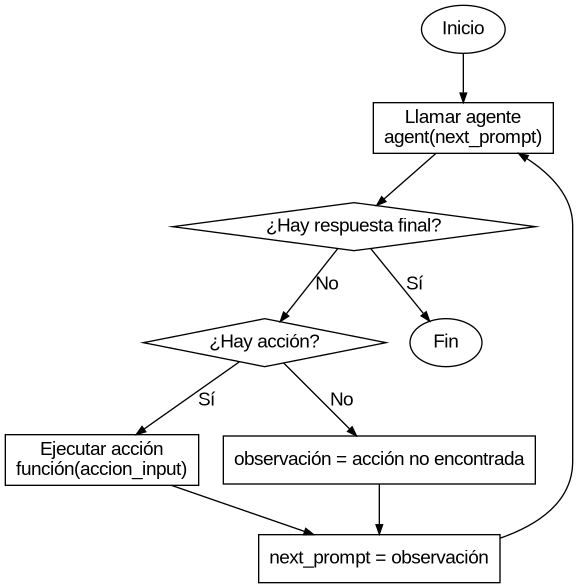 Inicio
Llamar agente
agent(next_prompt)
¿Hay respuesta final?
No
Sí
¿Hay acción?
Fin
Sí
No
Ejecutar acción
función(accion_input)
observación = acción no encontrada
next_prompt = observación